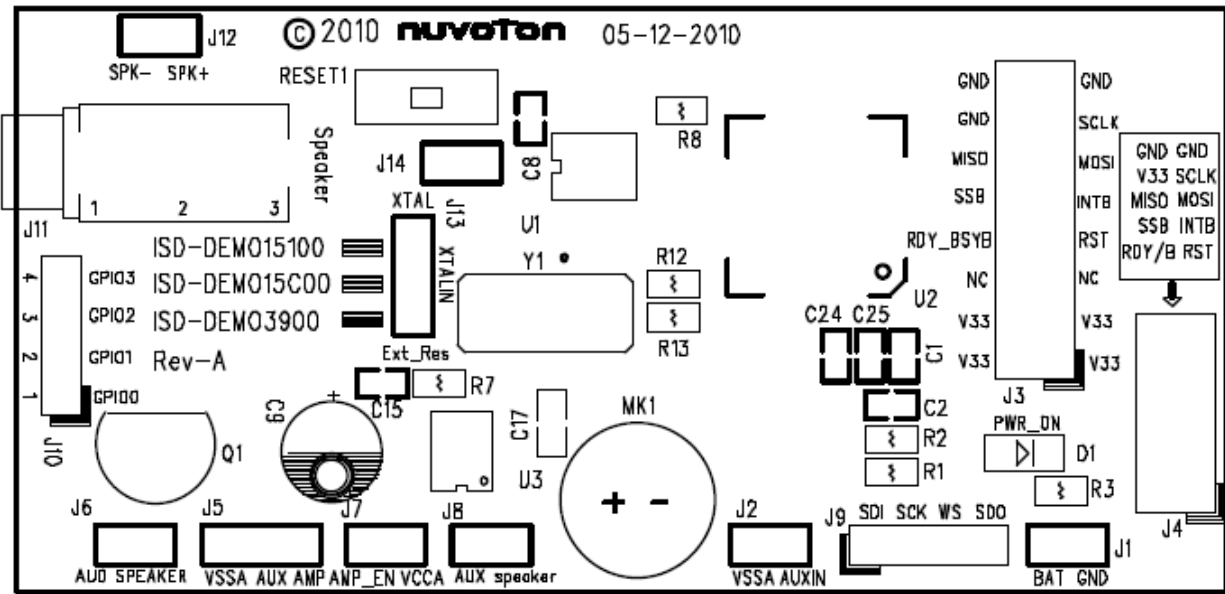 J12
© 2010 nuvoTon 05-12-2010
SPK- SPK+
RESET1
GND GND
GND SCLK
MISO MOSI
SSB INTB
RDY_BSYB RST
NC NC
V33 V33
V33 V33
J3
GND GND
V33 SCLK
MISO MOSI
SSB INTB
RDY/B RST
J4
R8
C8
J14
Speaker
1 2 3
J11
XTAL
J13
XTALIN
Ext_Res
U1
Y1
R12
R13
U2
ISD-DEMO15100
ISD-DEMO15C00
ISD-DEMO3900
Rev-A
4 GPIO3
3 GPIO2
2 GPIO1
1 GPIO0
J10
Q1
C9
+
C15
R7
C17
U3
MK1
+ -
C24 C25 C1
C2
R2
R1
PWR_ON
D1
R3
J6
AUD SPEAKER
J5
VSSA AUX AMP
J7
AMP_EN VCCA
J8
AUX speaker
J2
VSSA AUXIN
J9
SDI SCK WS SDO
J1
BAT GND